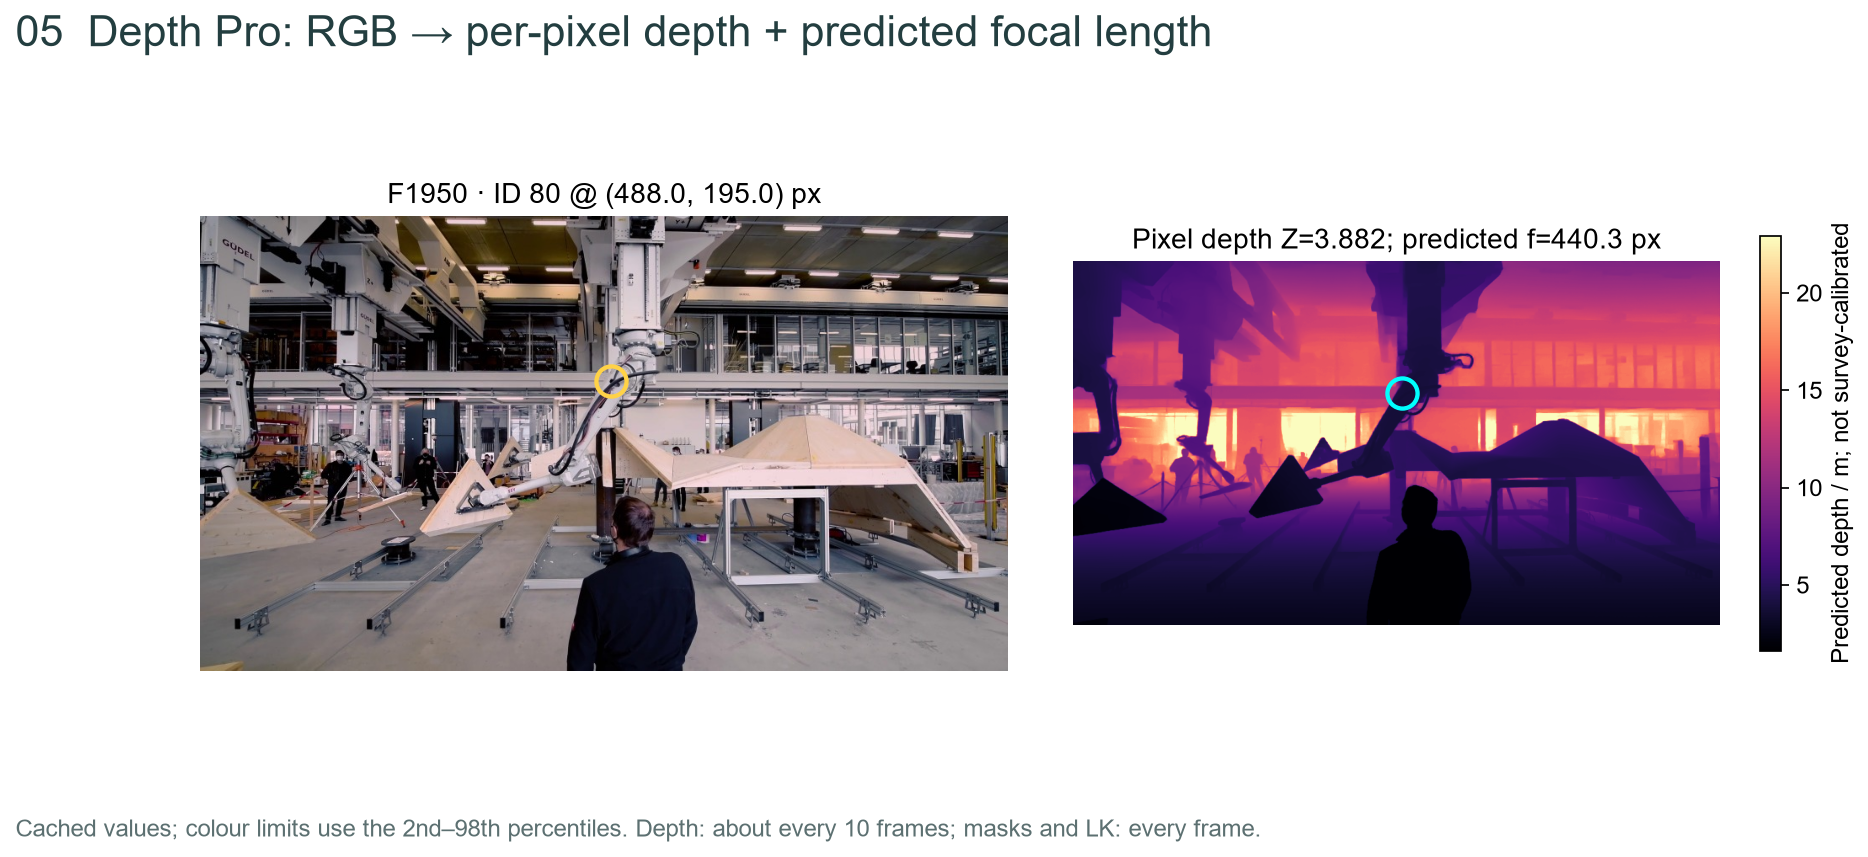 05 Depth Pro: RGB → per-pixel depth + predicted focal length
F1950 · ID 80 @ (488.0, 195.0) px
GÜDEL
Pixel depth Z=3.882; predicted f=440.3 px
20
15
10
5
Predicted depth / m; not survey-calibrated
Cached values; colour limits use the 2nd–98th percentiles. Depth: about every 10 frames; masks and LK: every frame.